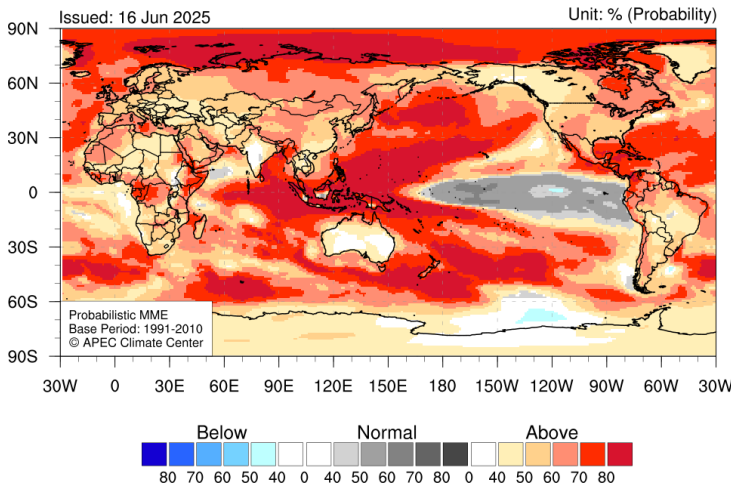 Issued: 16 Jun 2025
Unit: % (Probability)
90N
60N
30N
0
30S
60S
90S
Probabilistic MME
Base Period: 1991-2010
© APEC Climate Center
30W 0 30E 60E 90E 120E 150E 180E 150W 120W 90W 60W 30W
Below Normal Above
80 70 60 50 40 0 40 50 60 70 80 0 40 50 60 70 80